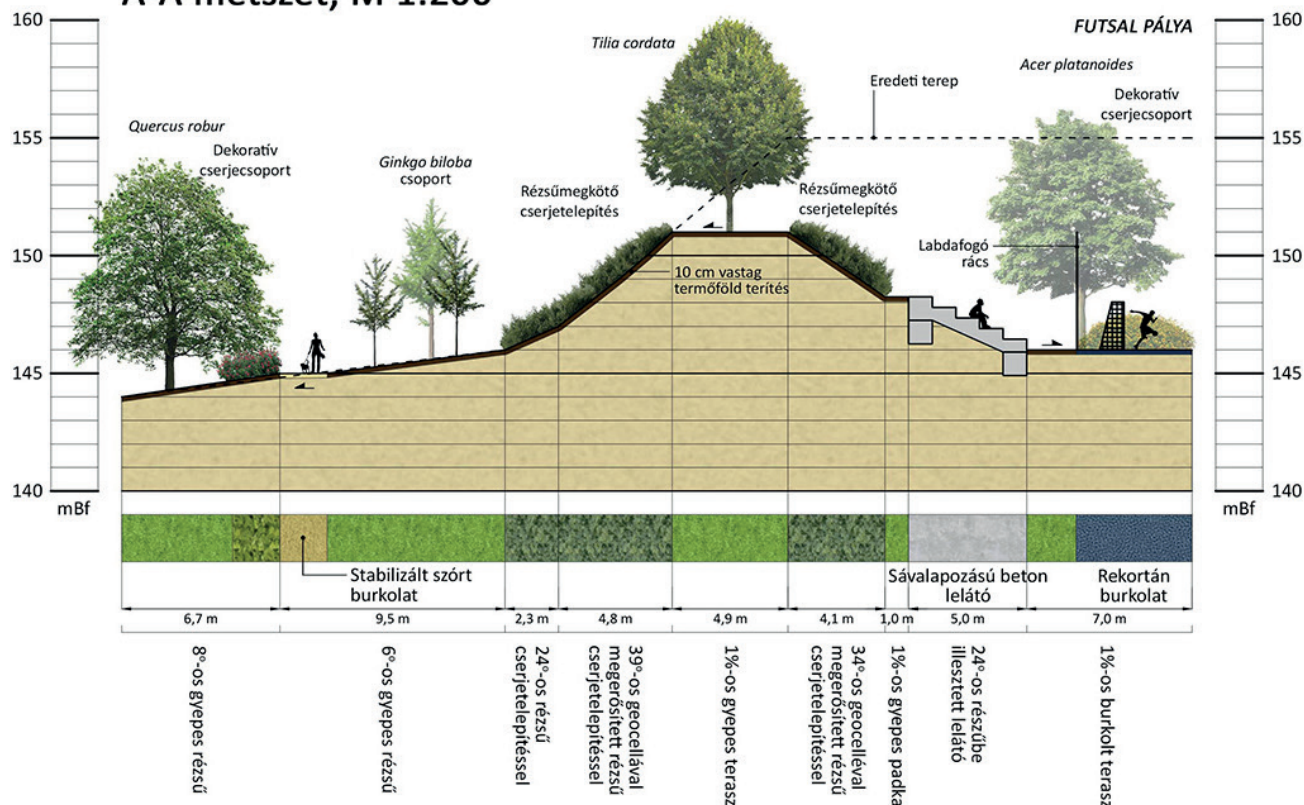 A-A metszet, M 1:200
160
155
150
145
140
mBf
160
155
150
145
140
mBf
FUTSAL PÁLYA
Tilia cordata
Acer platanoides
Eredeti terep
Dekoratív
cserjecsoport
Quercus robur
Dekoratív
cserjecsoport
Ginkgo biloba
csoport
Rézsűmegkötő
cserjetelepítés
Rézsűmegkötő
cserjetelepítés
Labdafogó
rács
10 cm vastag
termőföld terítés
Stabilizált szórt
burkolat
Sávalapozású beton
lelátó
Rekortán
burkolat
6,7 m
9,5 m
2,3 m
4,8 m
4,9 m
4,1 m
1,0 m
5,0 m
7,0 m
8°-os gyepes rézsű
6°-os gyepes rézsű
24°-os rézsű
cserjetelepítéssel
39°-os geocellával
megerősített rézsű
cserjetelepítéssel
1%-os gyepes terasz
34°-os geocellával
megerősített rézsű
cserjetelepítéssel
1%-os gyepes padka
24°-os részűbe
illesztett lelátó
1%-os burkolt terasz